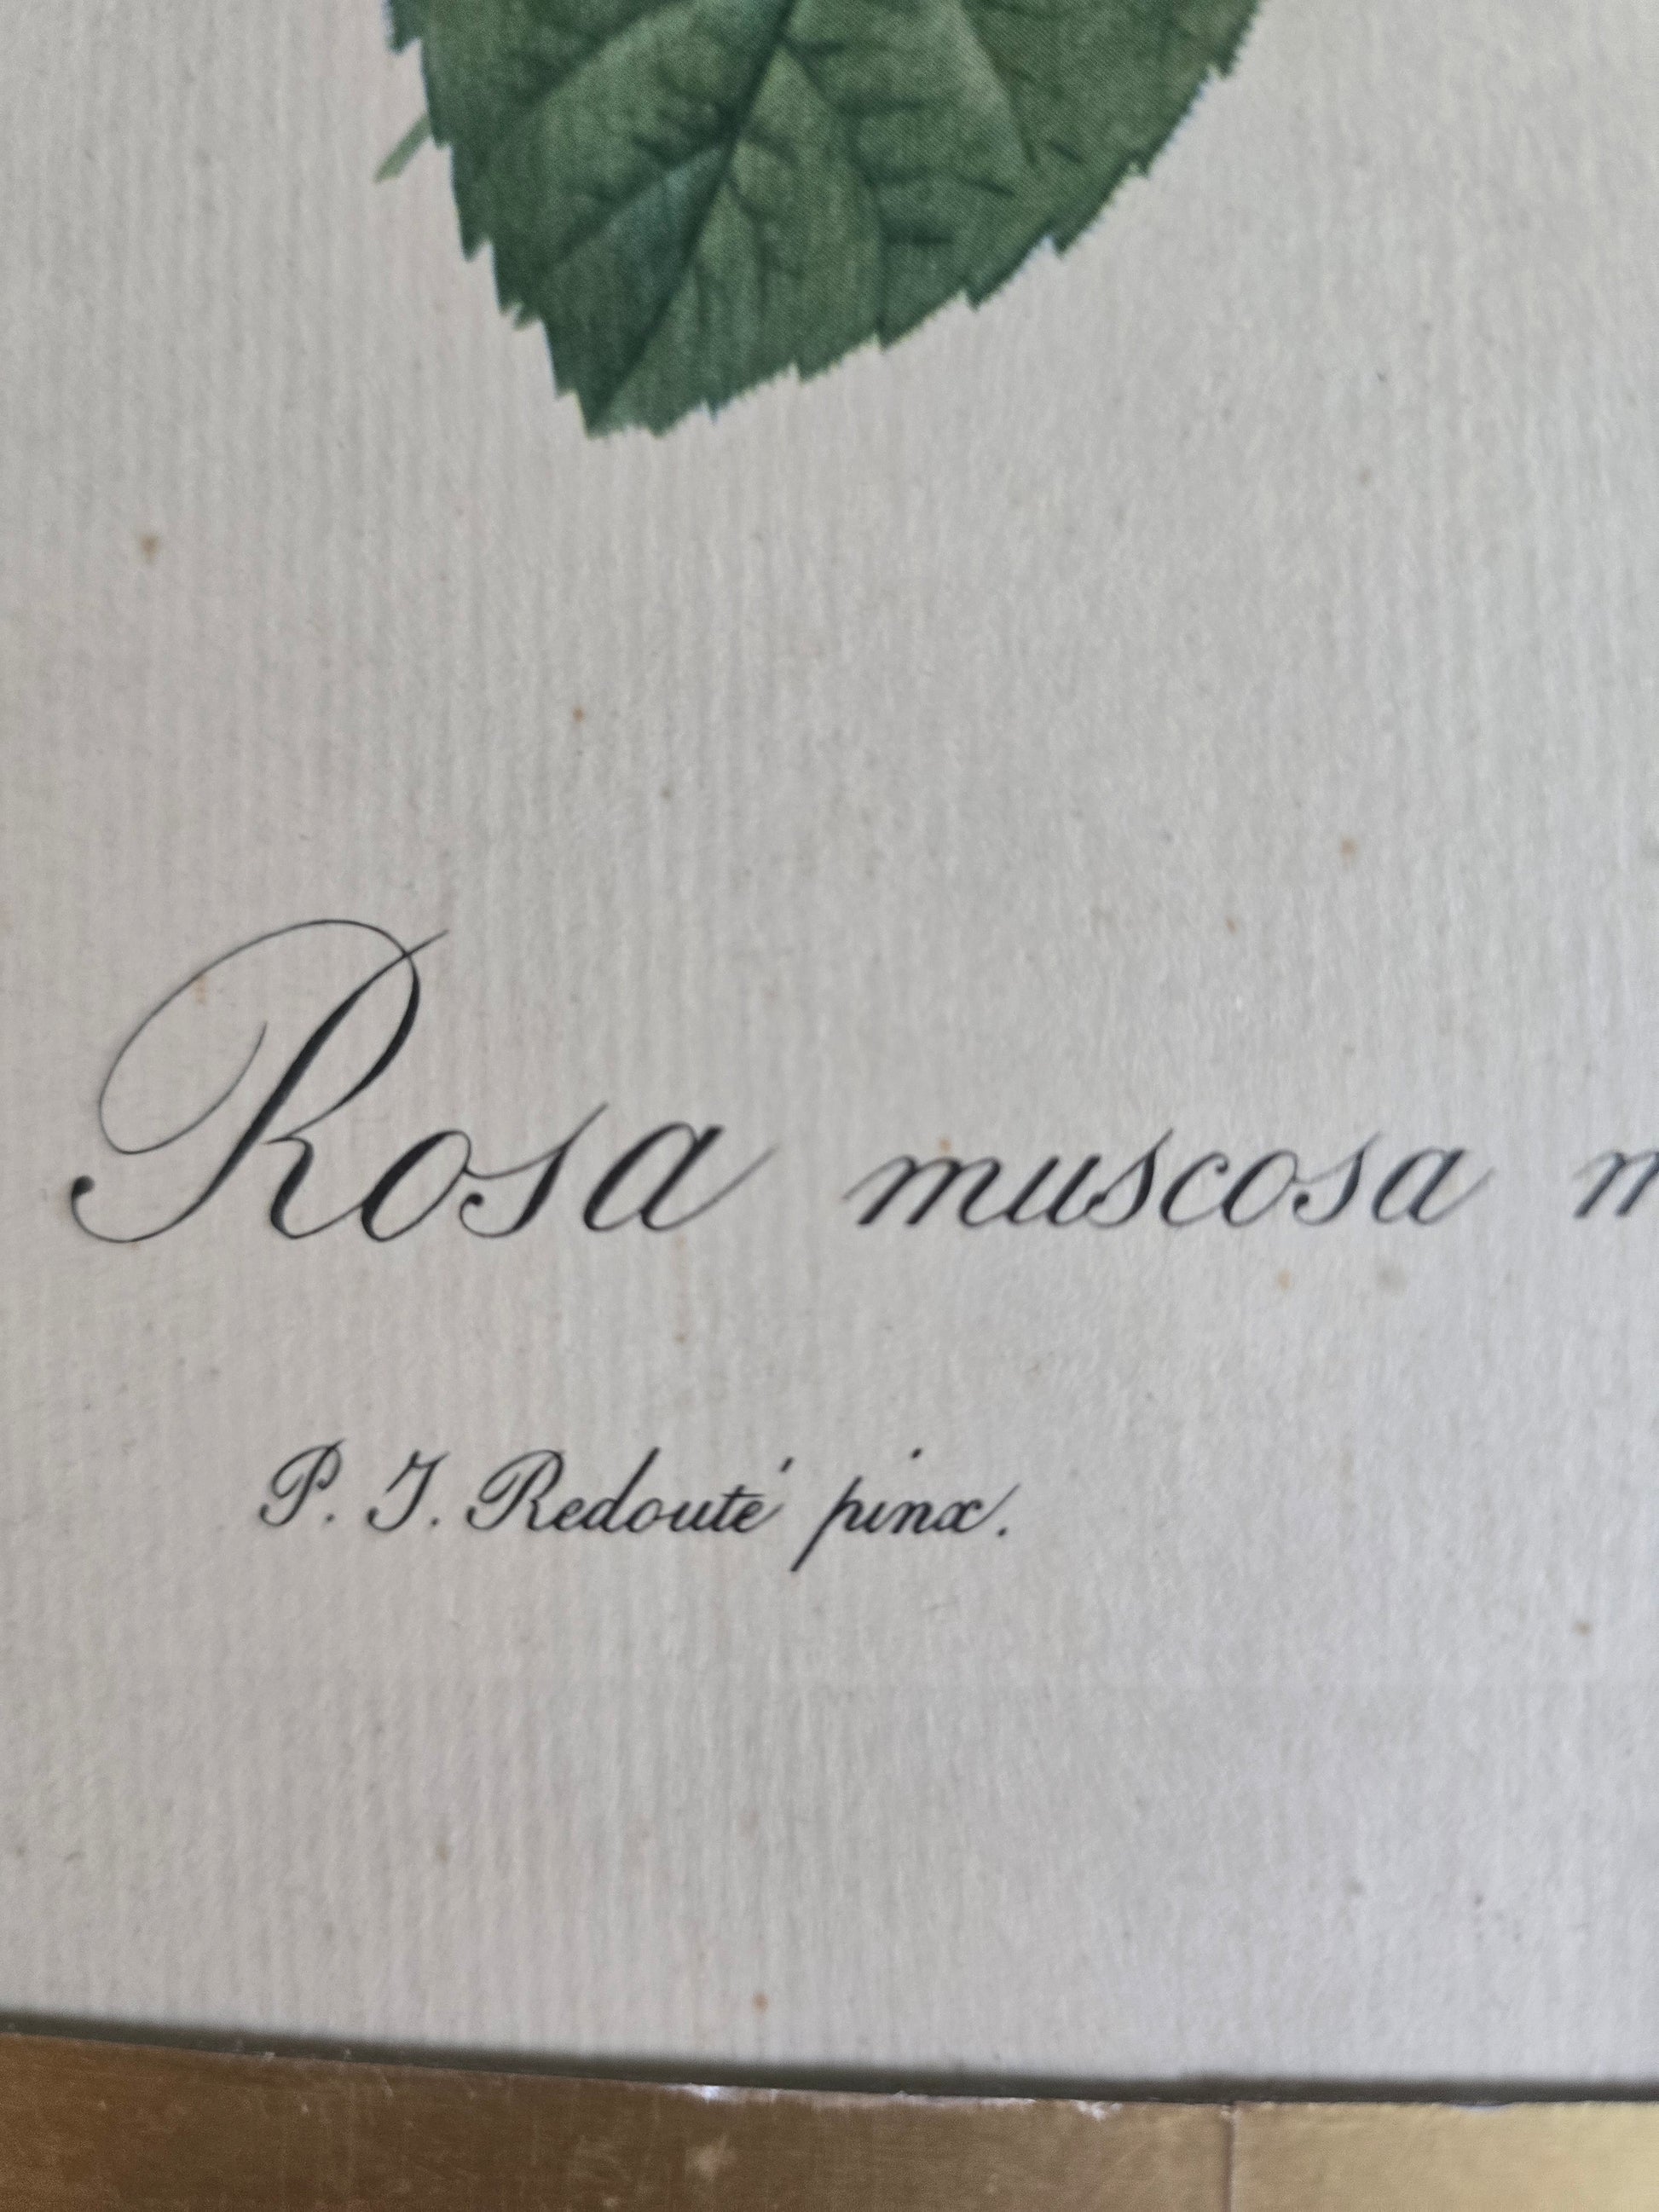 Rosa muscosa m
P. J. Redouté pinx.